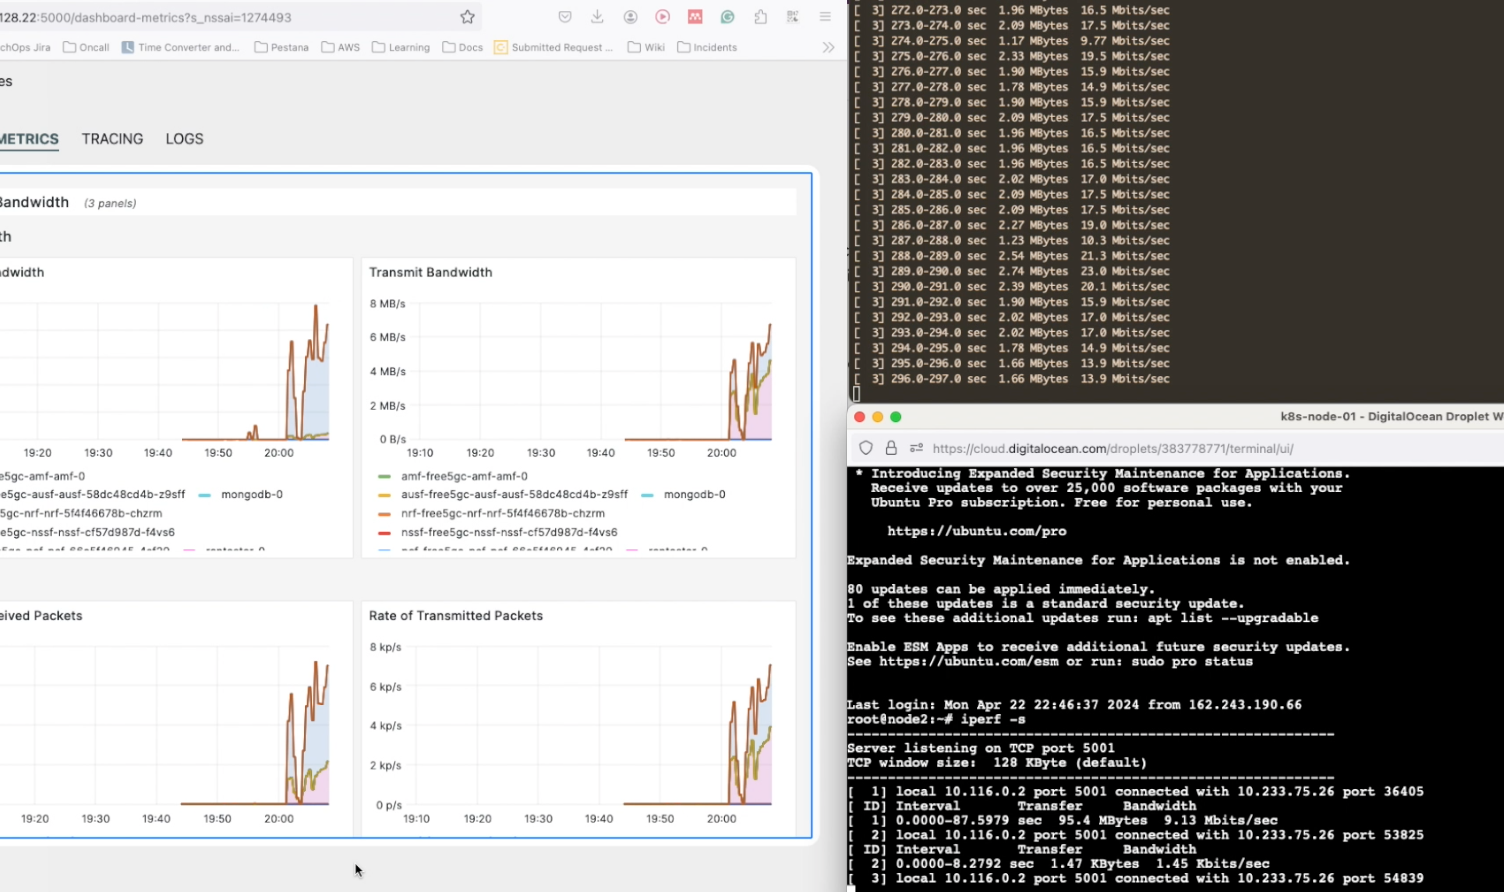 128.22:5000/dashboard-metrics?s_nssai=1274493
chOps Jira Oncall Time Converter and... Pestana AWS Learning Docs Submitted Request ... Wiki Incidents
es
METRICS TRACING LOGS
Bandwidth (3 panels)
th
dwidth
19:20 19:30 19:40 19:50 20:00
e5gc-amf-amf-0
e5gc-ausf-ausf-58dc48cd4b-z9sff mongodb-0
5gc-nrf-nrf-5f4f46678b-chzrm
e5gc-nssf-nssf-cf57d987d-f4vs6
Transmit Bandwidth
8 MB/s
6 MB/s
4 MB/s
2 MB/s
0 B/s
19:10 19:20 19:30 19:40 19:50 20:00
amf-free5gc-amf-amf-0
ausf-free5gc-ausf-ausf-58dc48cd4b-z9sff mongodb-0
nrf-free5gc-nrf-nrf-5f4f46678b-chzrm
nssf-free5gc-nssf-nssf-cf57d987d-f4vs6
eived Packets
19:20 19:30 19:40 19:50 20:00
Rate of Transmitted Packets
8 kp/s
6 kp/s
4 kp/s
2 kp/s
0 p/s
19:10 19:20 19:30 19:40 19:50 20:00
[  3] 272.0-273.0 sec  1.96 MBytes  16.5 Mbits/sec
[  3] 273.0-274.0 sec  2.09 MBytes  17.5 Mbits/sec
[  3] 274.0-275.0 sec  1.17 MBytes  9.77 Mbits/sec
[  3] 275.0-276.0 sec  2.33 MBytes  19.5 Mbits/sec
[  3] 276.0-277.0 sec  1.90 MBytes  15.9 Mbits/sec
[  3] 277.0-278.0 sec  1.78 MBytes  14.9 Mbits/sec
[  3] 278.0-279.0 sec  1.90 MBytes  15.9 Mbits/sec
[  3] 279.0-280.0 sec  2.09 MBytes  17.5 Mbits/sec
[  3] 280.0-281.0 sec  1.96 MBytes  16.5 Mbits/sec
[  3] 281.0-282.0 sec  1.96 MBytes  16.5 Mbits/sec
[  3] 282.0-283.0 sec  1.96 MBytes  16.5 Mbits/sec
[  3] 283.0-284.0 sec  2.02 MBytes  17.0 Mbits/sec
[  3] 284.0-285.0 sec  2.09 MBytes  17.5 Mbits/sec
[  3] 285.0-286.0 sec  2.09 MBytes  17.5 Mbits/sec
[  3] 286.0-287.0 sec  2.27 MBytes  19.0 Mbits/sec
[  3] 287.0-288.0 sec  1.23 MBytes  10.3 Mbits/sec
[  3] 288.0-289.0 sec  2.54 MBytes  21.3 Mbits/sec
[  3] 289.0-290.0 sec  2.74 MBytes  23.0 Mbits/sec
[  3] 290.0-291.0 sec  2.39 MBytes  20.1 Mbits/sec
[  3] 291.0-292.0 sec  1.90 MBytes  15.9 Mbits/sec
[  3] 292.0-293.0 sec  2.02 MBytes  17.0 Mbits/sec
[  3] 293.0-294.0 sec  2.02 MBytes  17.0 Mbits/sec
[  3] 294.0-295.0 sec  1.78 MBytes  14.9 Mbits/sec
[  3] 295.0-296.0 sec  1.66 MBytes  13.9 Mbits/sec
[  3] 296.0-297.0 sec  1.66 MBytes  13.9 Mbits/sec
k8s-node-01 - DigitalOcean Droplet W
https://cloud.digitalocean.com/droplets/383778771/terminal/ui/
* Introducing Expanded Security Maintenance for Applications.
Receive updates to over 25,000 software packages with your
Ubuntu Pro subscription. Free for personal use.
https://ubuntu.com/pro
Expanded Security Maintenance for Applications is not enabled.
80 updates can be applied immediately.
1 of these updates is a standard security update.
To see these additional updates run: apt list --upgradable
Enable ESM Apps to receive additional future security updates.
See https://ubuntu.com/esm or run: sudo pro status
Last login: Mon Apr 22 22:46:37 2024 from 162.243.190.66
root@node2:~# iperf -s
------------------------------------------------------------
Server listening on TCP port 5001
TCP window size:  128 KByte (default)
------------------------------------------------------------
[  1] local 10.116.0.2 port 5001 connected with 10.233.75.26 port 36405
[ ID] Interval       Transfer     Bandwidth
[  1] 0.0000-87.5979 sec  95.4 MBytes  9.13 Mbits/sec
[  2] local 10.116.0.2 port 5001 connected with 10.233.75.26 port 53825
[ ID] Interval       Transfer     Bandwidth
[  2] 0.0000-8.2792 sec  1.47 KBytes  1.45 Kbits/sec
[  3] local 10.116.0.2 port 5001 connected with 10.233.75.26 port 54839